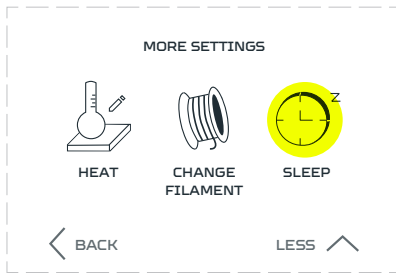 MORE SETTINGS
Z
HEAT
CHANGE
FILAMENT
SLEEP
BACK
LESS